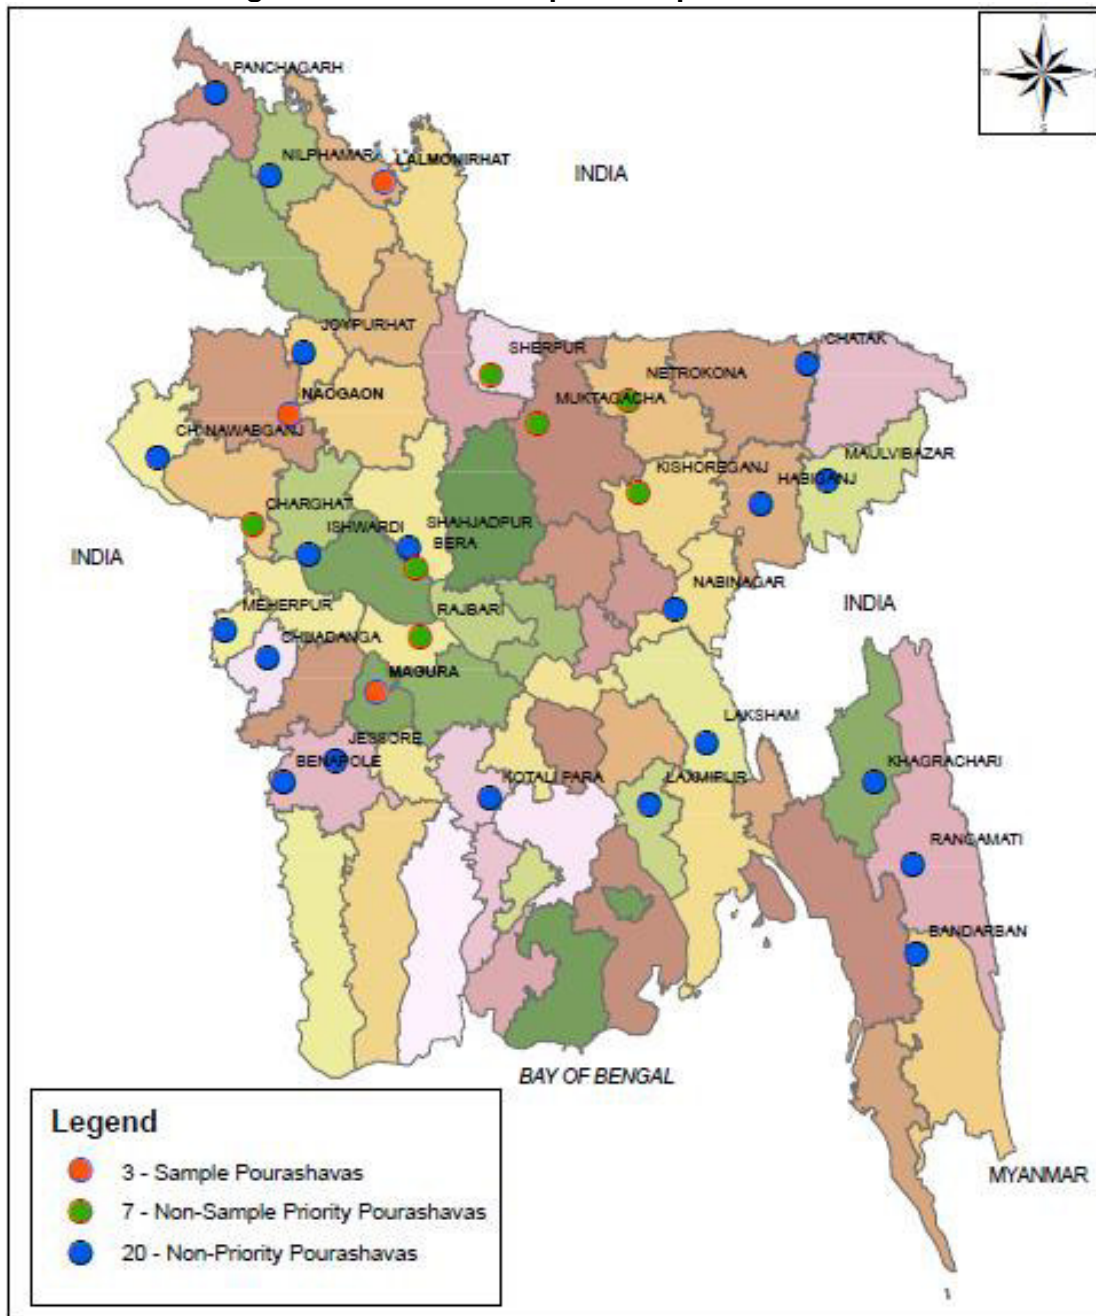 N
W
S
PANCHAGARH
NILPHAMARI
LALMONIRHAT
INDIA
JOYPURHAT
SHERPUR
CHATAK
NETROKONA
NAOGAON
MUKTAGACHA
CH. NAWABGANJ
MAULVIBAZAR
KISHOREGANJ
HABIGANJ
CHARGHAT
ISHWARDI
SHAHJADPUR
BERA
INDIA
NABINAGAR
INDIA
MEHERPUR
RAJBARI
CHUADANGA
MAGURA
LAKSHAM
JESSORE
BENAPOLE
KHAGRACHARI
KOTALI PARA
LAXMIPUR
RANGAMATI
BANDARBAN
BAY OF BENGAL
MYANMAR
Legend
3 - Sample Pourashavas
7 - Non-Sample Priority Pourashavas
20 - Non-Priority Pourashavas